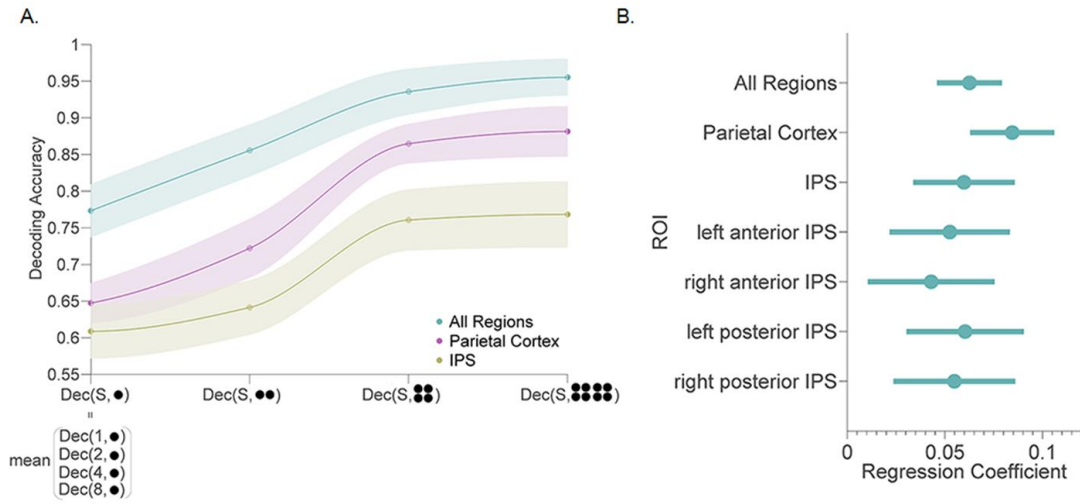 A.
1
0.95
0.9
0.85
0.8
0.75
0.7
0.65
0.6
0.55
Decoding Accuracy
All Regions
Parietal Cortex
IPS
Dec(S,●) Dec(S,●●) Dec(S,●●●●) Dec(S,●●●●●●●●)
=
mean
Dec(1,●)
Dec(2,●)
Dec(4,●)
Dec(8,●)
B.
ROI
All Regions
Parietal Cortex
IPS
left anterior IPS
right anterior IPS
left posterior IPS
right posterior IPS
0 0.05 0.1
Regression Coefficient